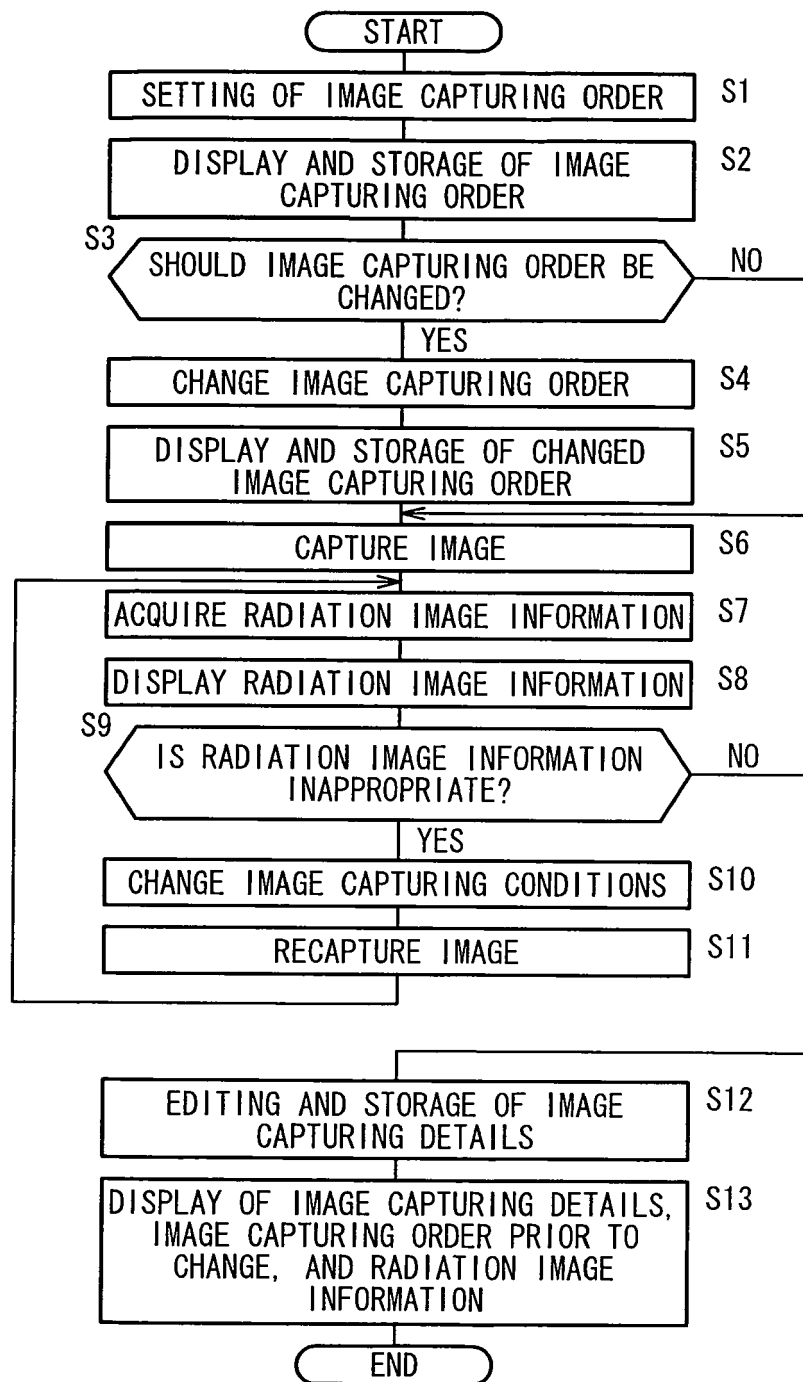 START
SETTING OF IMAGE CAPTURING ORDER S1
DISPLAY AND STORAGE OF IMAGE S2
CAPTURING ORDER
S3
SHOULD IMAGE CAPTURING ORDER BE NO
CHANGED?
YES
CHANGE IMAGE CAPTURING ORDER S4
DISPLAY AND STORAGE OF CHANGED S5
IMAGE CAPTURING ORDER
CAPTURE IMAGE S6
ACQUIRE RADIATION IMAGE INFORMATION S7
DISPLAY RADIATION IMAGE INFORMATION S8
S9
IS RADIATION IMAGE INFORMATION NO
INAPPROPRIATE?
YES
CHANGE IMAGE CAPTURING CONDITIONS S10
RECAPTURE IMAGE S11
EDITING AND STORAGE OF IMAGE S12
CAPTURING DETAILS
DISPLAY OF IMAGE CAPTURING DETAILS, S13
IMAGE CAPTURING ORDER PRIOR TO
CHANGE, AND RADIATION IMAGE
INFORMATION
END